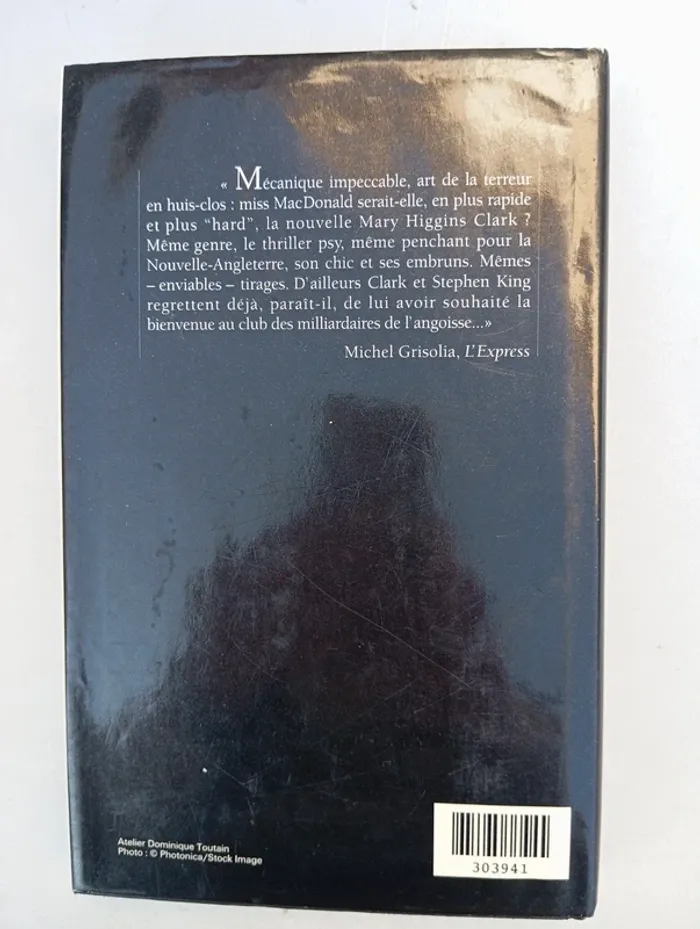 « Mécanique impeccable, art de la terreur
en huis-clos : miss MacDonald serait-elle, en plus rapide
et plus "hard", la nouvelle Mary Higgins Clark ?
Même genre, le thriller psy, même penchant pour la
Nouvelle-Angleterre, son chic et ses embruns. Mêmes
– enviables – tirages. D'ailleurs Clark et Stephen King
regrettent déjà, paraît-il, de lui avoir souhaité la
bienvenue au club des milliardaires de l'angoisse...»
Michel Grisolia, L'Express
Atelier Dominique Toutain
Photo : © Photonica/Stock Image
303941